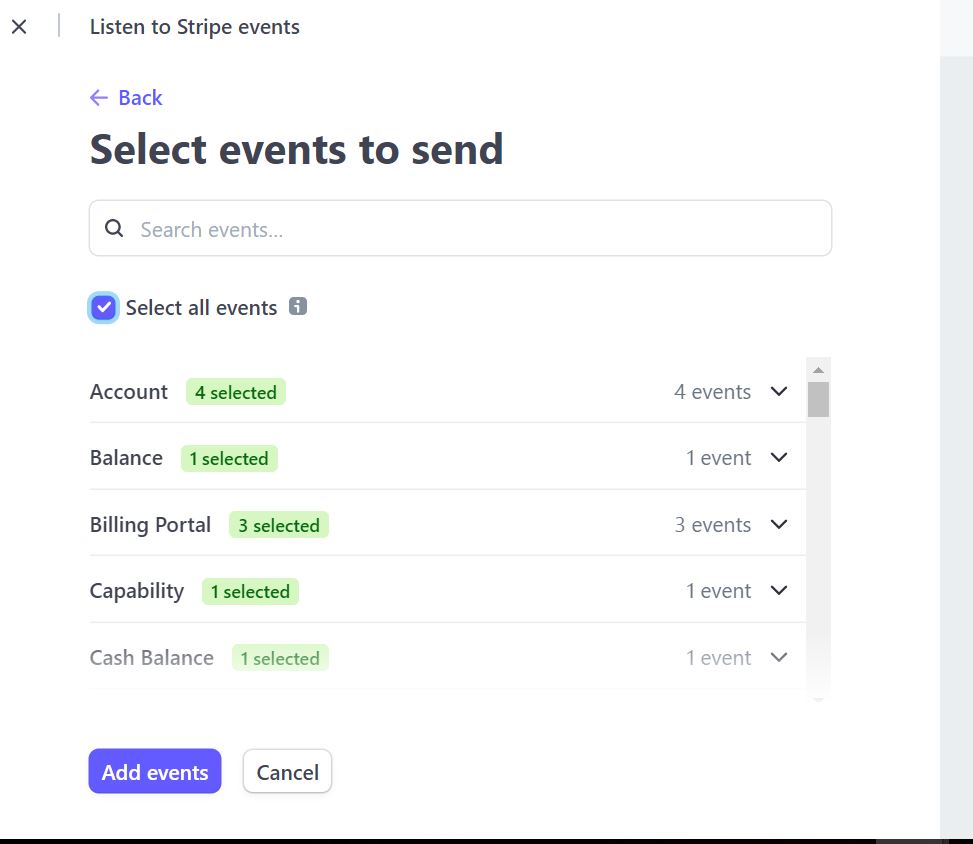 Listen to Stripe events
Back
Select events to send
Search events...
Select all events
Account 4 selected 4 events
Balance 1 selected 1 event
Billing Portal 3 selected 3 events
Capability 1 selected 1 event
Cash Balance 1 selected 1 event
Add events Cancel